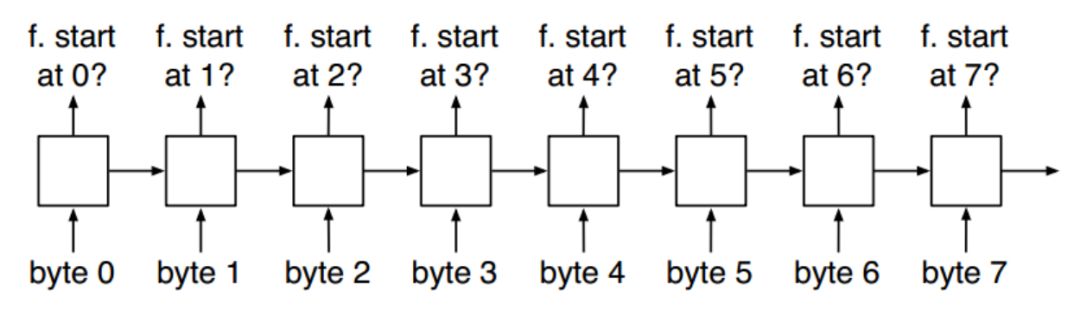 f. start f. start f. start f. start f. start f. start f. start f. start
at 0? at 1? at 2? at 3? at 4? at 5? at 6? at 7?
byte 0 byte 1 byte 2 byte 3 byte 4 byte 5 byte 6 byte 7